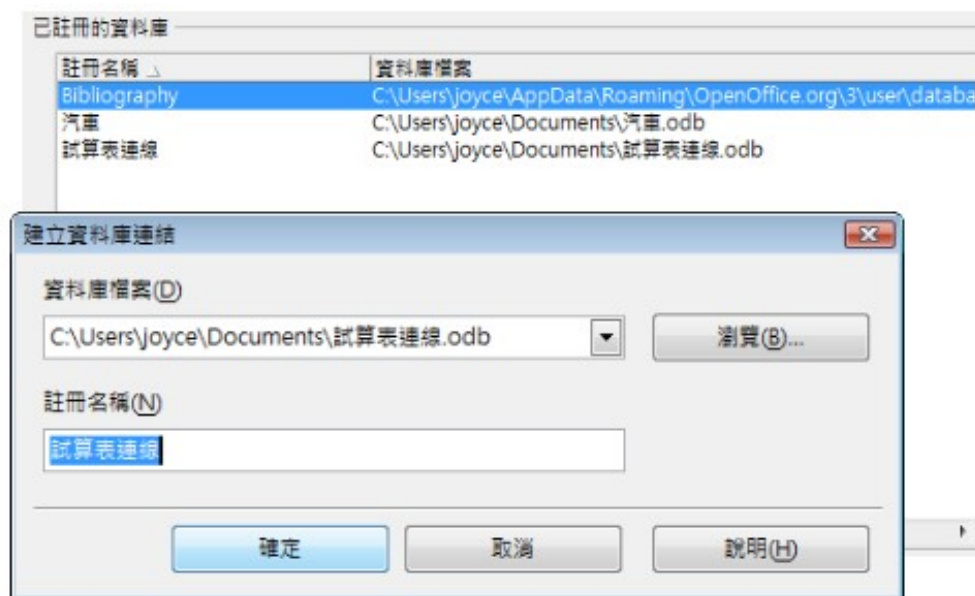 已註冊的資料庫
註冊名稱 資料庫檔案
Bibliography C:\Users\joyce\AppData\Roaming\OpenOffice.org\3\user\databa
汽車 C:\Users\joyce\Documents\汽車.odb
試算表連線 C:\Users\joyce\Documents\試算表連線.odb
建立資料庫連結
資料庫檔案(D)
C:\Users\joyce\Documents\試算表連線.odb 瀏覽(B)...
註冊名稱(N)
試算表連線
確定 取消 說明(H)